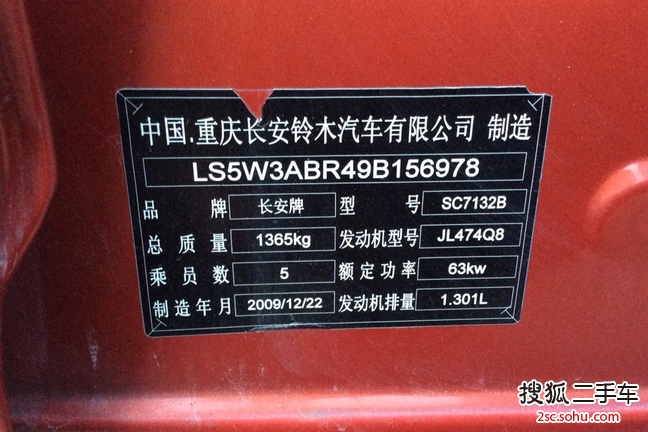 中国.重庆长安铃木汽车有限公司 制造
LS5W3ABR49B156978
品牌 长安牌 型号 SC7132B
总质量 1365kg 发动机型号 JL474Q8
乘员数 5 额定功率 63kw
制造年月 2009/12/22 发动机排量 1.301L
搜狐二手车
2sc.sohu.com